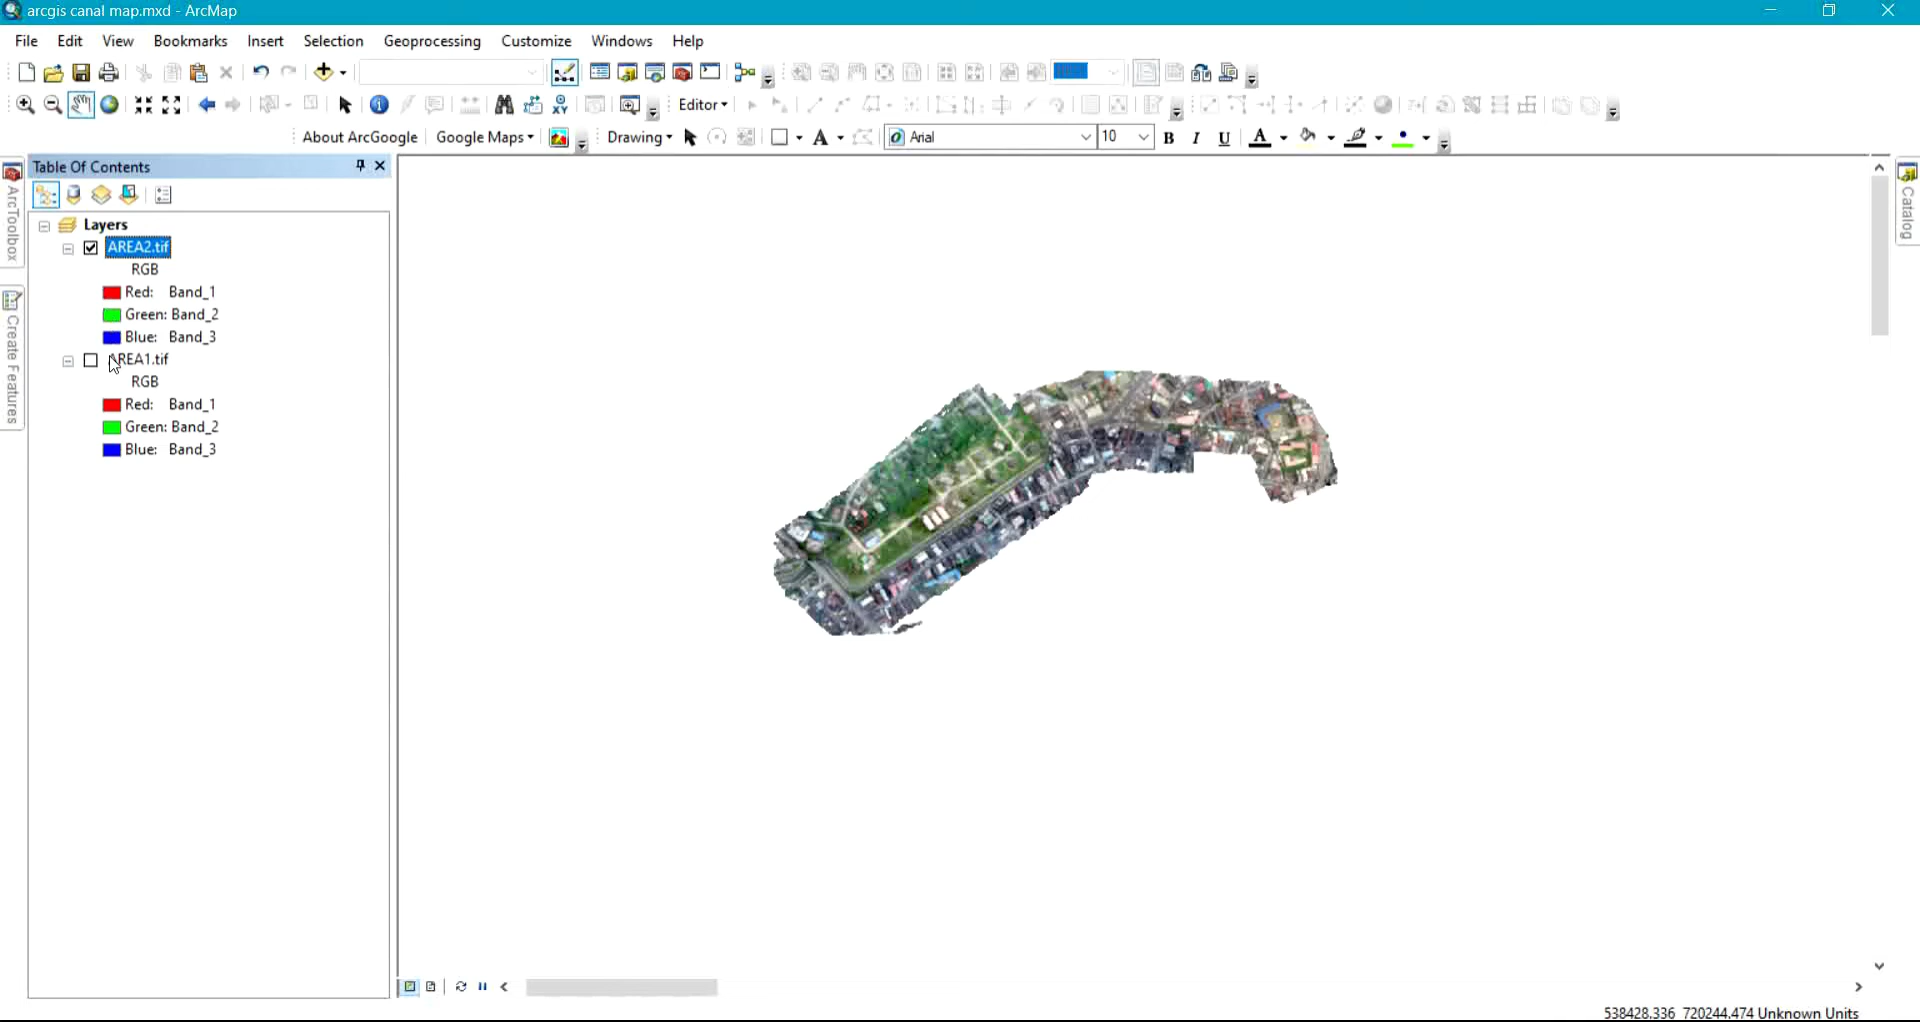 arcgis canal map.mxd - ArcMap
File Edit View Bookmarks Insert Selection Geoprocessing Customize Windows Help
Editor
About ArcGoogle Google Maps Drawing A Arial 10 B I U A
Table Of Contents
ArcToolbox
Create Features
Catalog
Layers
AREA2.tif
RGB
Red: Band_1
Green: Band_2
Blue: Band_3
AREA1.tif
RGB
Red: Band_1
Green: Band_2
Blue: Band_3
538428.336 720244.474 Unknown Units